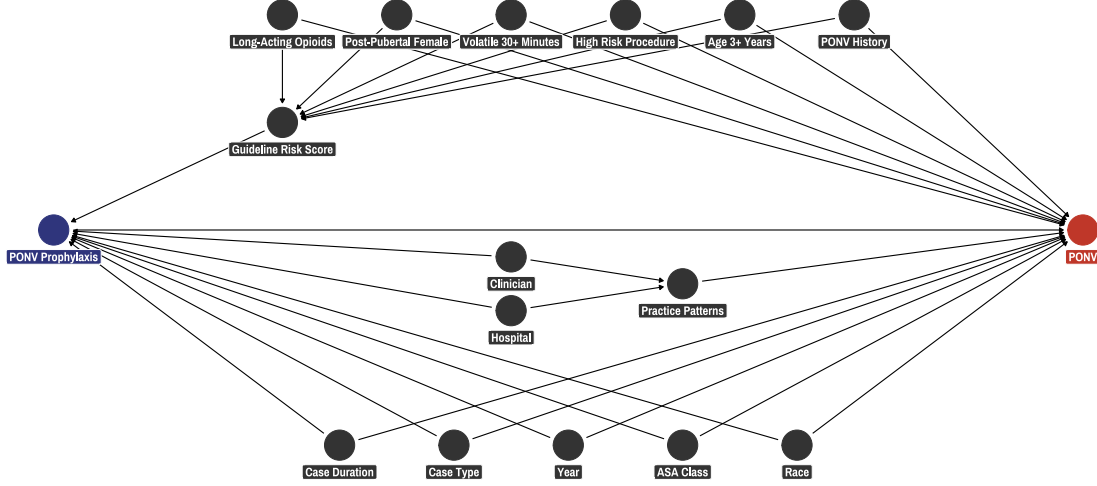 Long-Acting Opioids
Post-Pubertal Female
Volatile 30+ Minutes
High Risk Procedure
Age 3+ Years
PONV History
Guideline Risk Score
PONV Prophylaxis
PONV
Clinician
Practice Patterns
Hospital
Case Duration
Case Type
Year
ASA Class
Race